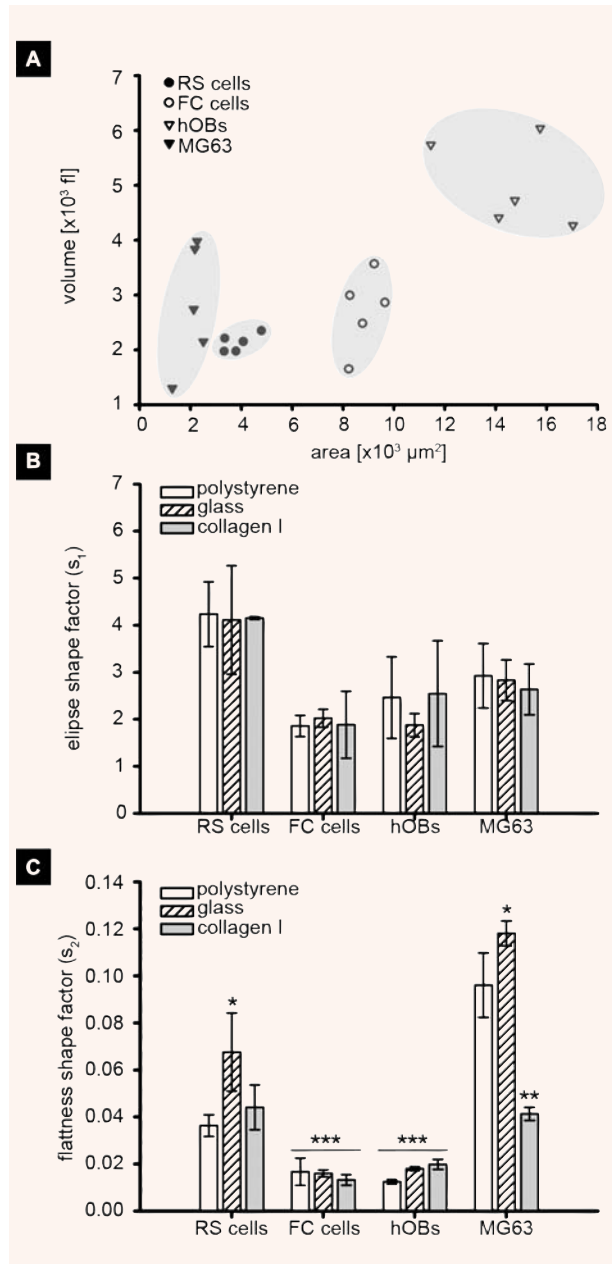 A
7
6
5
4
3
2
1
volume [x10³ fl]
RS cells
FC cells
hOBs
MG63
0 2 4 6 8 10 12 14 16 18
area [x10³ µm²]
B
7
6
5
4
3
2
1
0
elipse shape factor (s₁)
polystyrene
glass
collagen I
RS cells FC cells hOBs MG63
C
0.14
0.12
0.10
0.08
0.06
0.04
0.02
0.00
flattness shape factor (s₂)
polystyrene
glass
collagen I
*
***
***
*
**
RS cells FC cells hOBs MG63